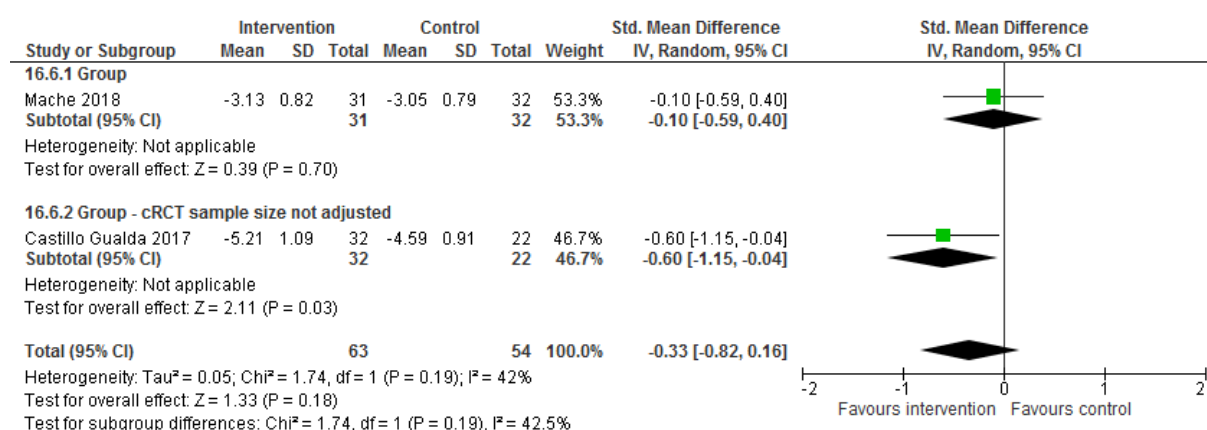 Intervention Control Std. Mean Difference Std. Mean Difference
Study or Subgroup Mean SD Total Mean SD Total Weight IV, Random, 95% CI IV, Random, 95% CI
16.6.1 Group
Mache 2018 -3.13 0.82 31 -3.05 0.79 32 53.3% -0.10 [-0.59, 0.40]
Subtotal (95% CI) 31 32 53.3% -0.10 [-0.59, 0.40]
Heterogeneity: Not applicable
Test for overall effect: Z = 0.39 (P = 0.70)
16.6.2 Group - cRCT sample size not adjusted
Castillo Gualda 2017 -5.21 1.09 32 -4.59 0.91 22 46.7% -0.60 [-1.15, -0.04]
Subtotal (95% CI) 32 22 46.7% -0.60 [-1.15, -0.04]
Heterogeneity: Not applicable
Test for overall effect: Z = 2.11 (P = 0.03)
Total (95% CI) 63 54 100.0% -0.33 [-0.82, 0.16]
Heterogeneity: Tau² = 0.05; Chi² = 1.74, df = 1 (P = 0.19); I² = 42%
Test for overall effect: Z = 1.33 (P = 0.18)
Test for subgroup differences: Chi² = 1.74, df = 1 (P = 0.19), I² = 42.5%
-2 -1 0 1 2
Favours intervention Favours control